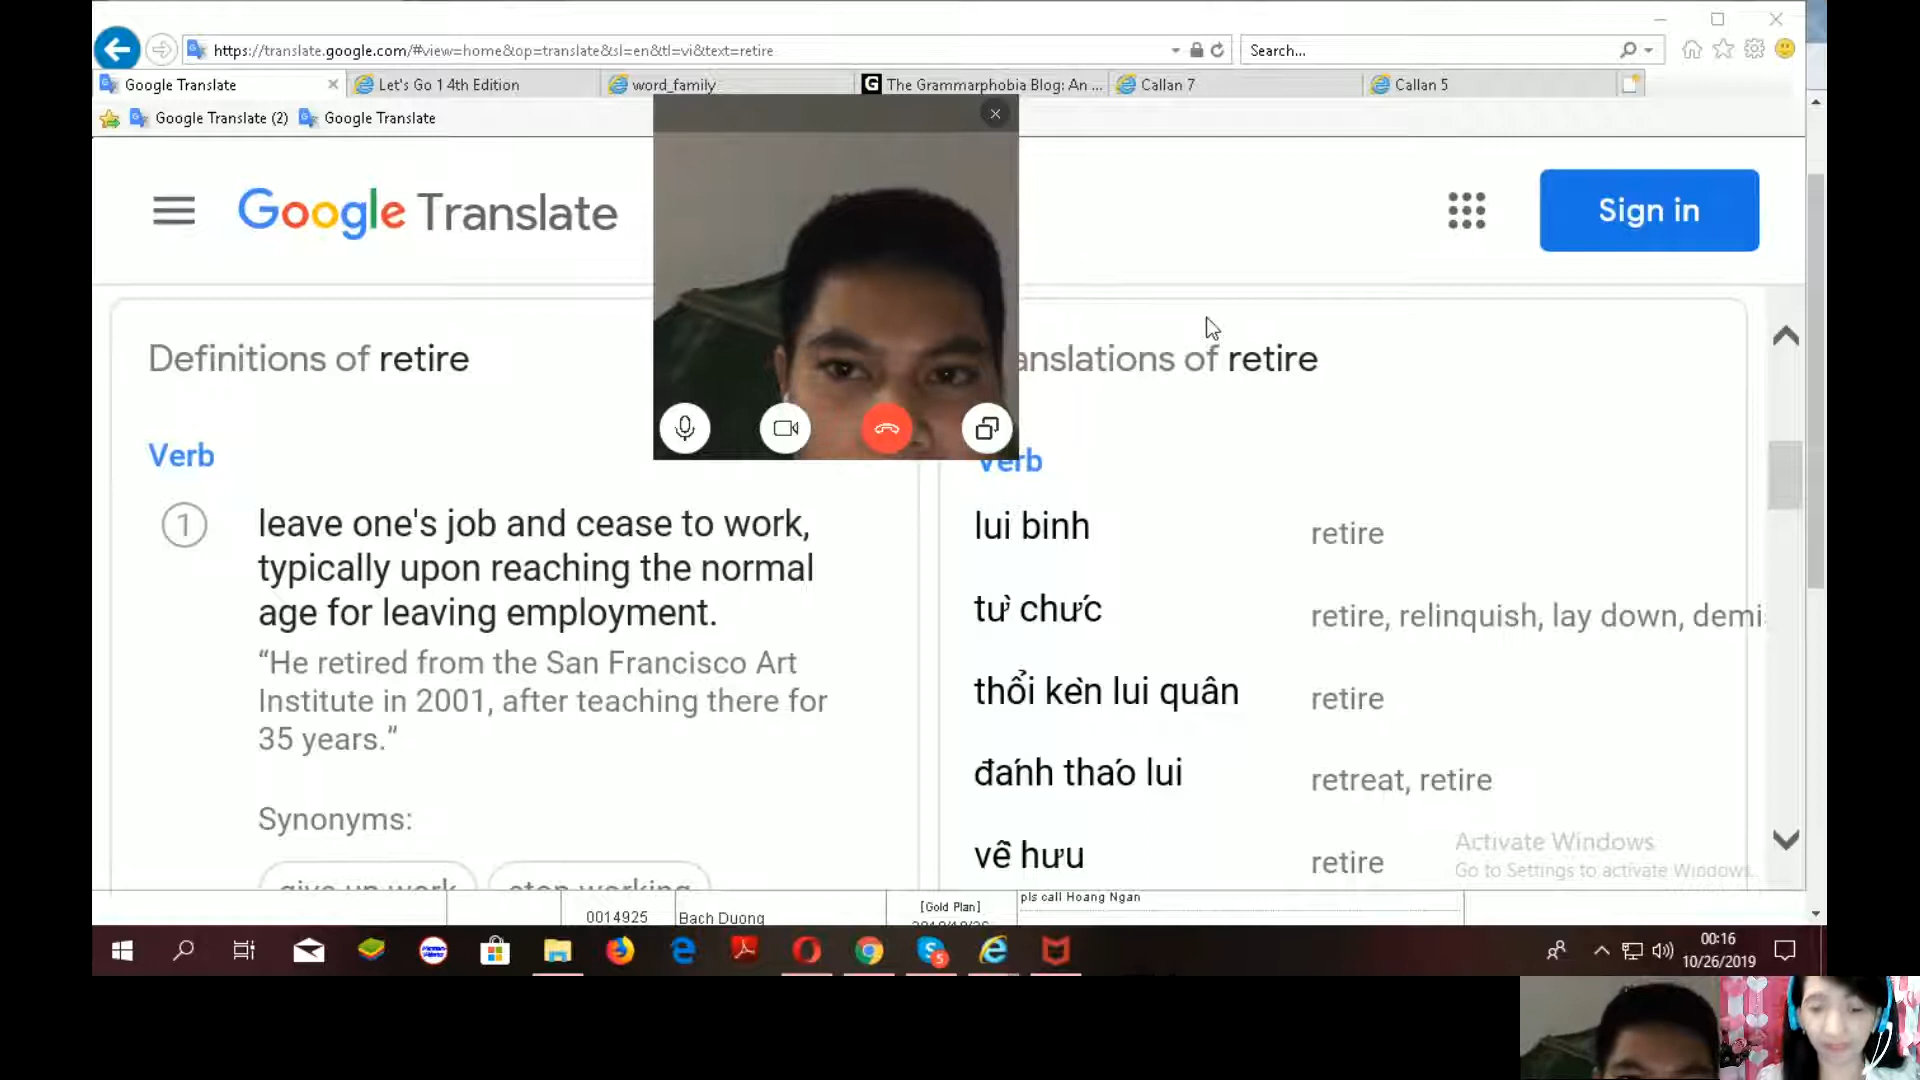 https://translate.google.com/#view=home&op=translate&sl=en&tl=vi&text=retire
Search...
Google Translate
Let's Go 1 4th Edition
word_family
The Grammarphobia Blog: An ...
Callan 7
Callan 5
Google Translate (2)
Google Translate
Google Translate
Sign in
Definitions of retire
Verb
1
leave one's job and cease to work,
typically upon reaching the normal
age for leaving employment.
“He retired from the San Francisco Art
Institute in 2001, after teaching there for
35 years.”
Synonyms:
give up work
stop working
anslations of retire
Verb
lui binh
retire
từ chức
retire, relinquish, lay down, demi
thổi kèn lui quân
retire
đánh tháo lui
retreat, retire
về hưu
retire
Activate Windows
Go to Settings to activate Windows.
0014925
Bach Duong
[Gold Plan]
pls call Hoang Ngan
00:16
10/26/2019